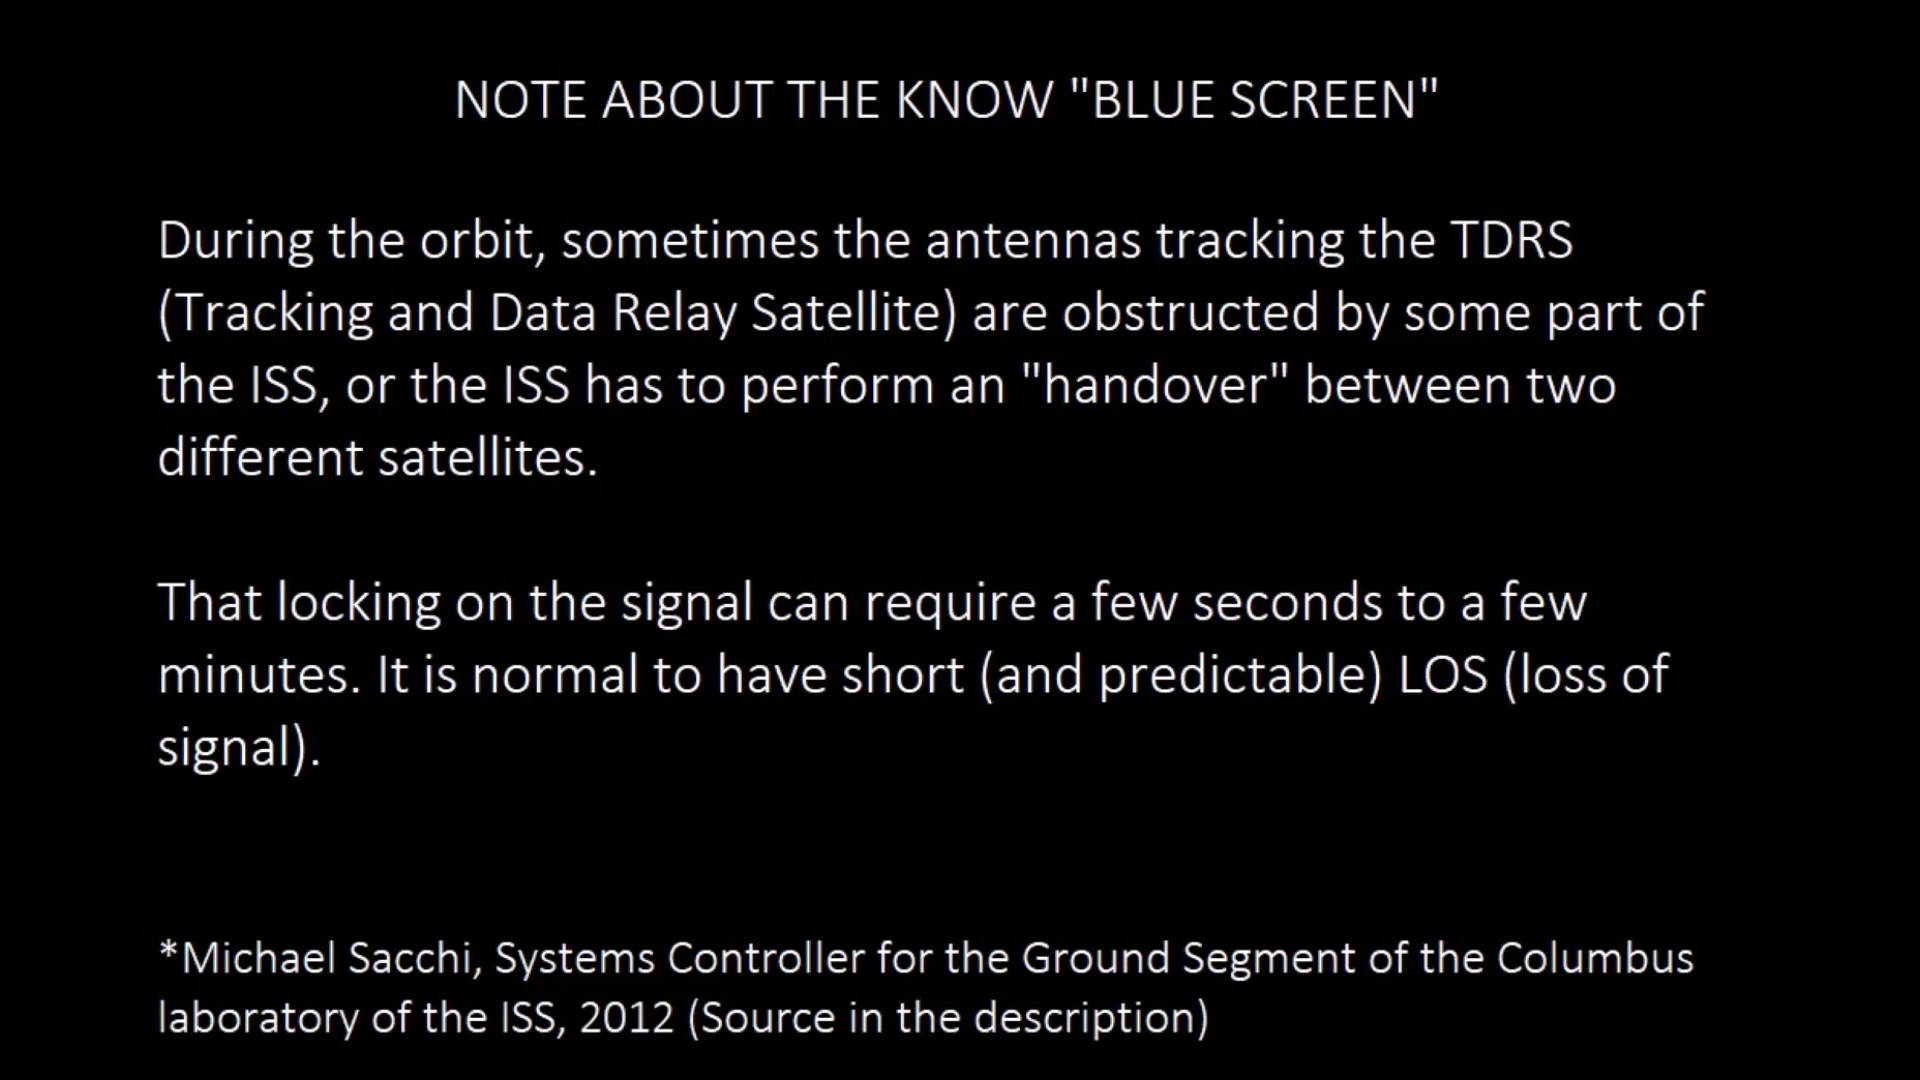 NOTE ABOUT THE KNOW "BLUE SCREEN"
During the orbit, sometimes the antennas tracking the TDRS
(Tracking and Data Relay Satellite) are obstructed by some part of
the ISS, or the ISS has to perform an "handover" between two
different satellites.
That locking on the signal can require a few seconds to a few
minutes. It is normal to have short (and predictable) LOS (loss of
signal).
*Michael Sacchi, Systems Controller for the Ground Segment of the Columbus
laboratory of the ISS, 2012 (Source in the description)